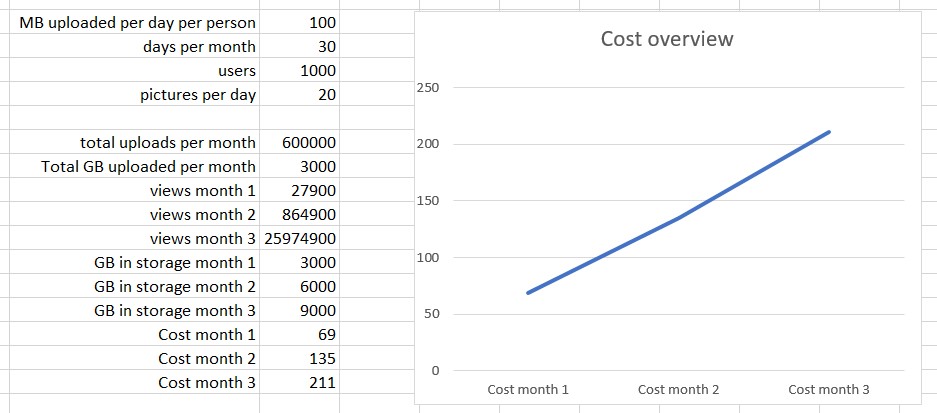 MB uploaded per day per person 100
days per month 30
users 1000
pictures per day 20
total uploads per month 600000
Total GB uploaded per month 3000
views month 1 27900
views month 2 864900
views month 3 25974900
GB in storage month 1 3000
GB in storage month 2 6000
GB in storage month 3 9000
Cost month 1 69
Cost month 2 135
Cost month 3 211
Cost overview
250
200
150
100
50
0
Cost month 1 Cost month 2 Cost month 3